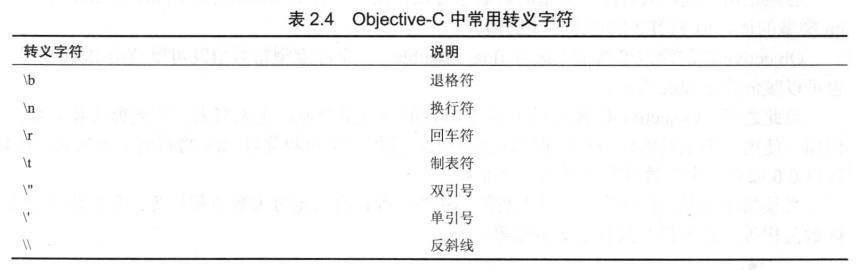 表 2.4 Objective-C 中常用转义字符
转义字符 说明
\b 退格符
\n 换行符
\r 回车符
\t 制表符
\" 双引号
\' 单引号
\\ 反斜线